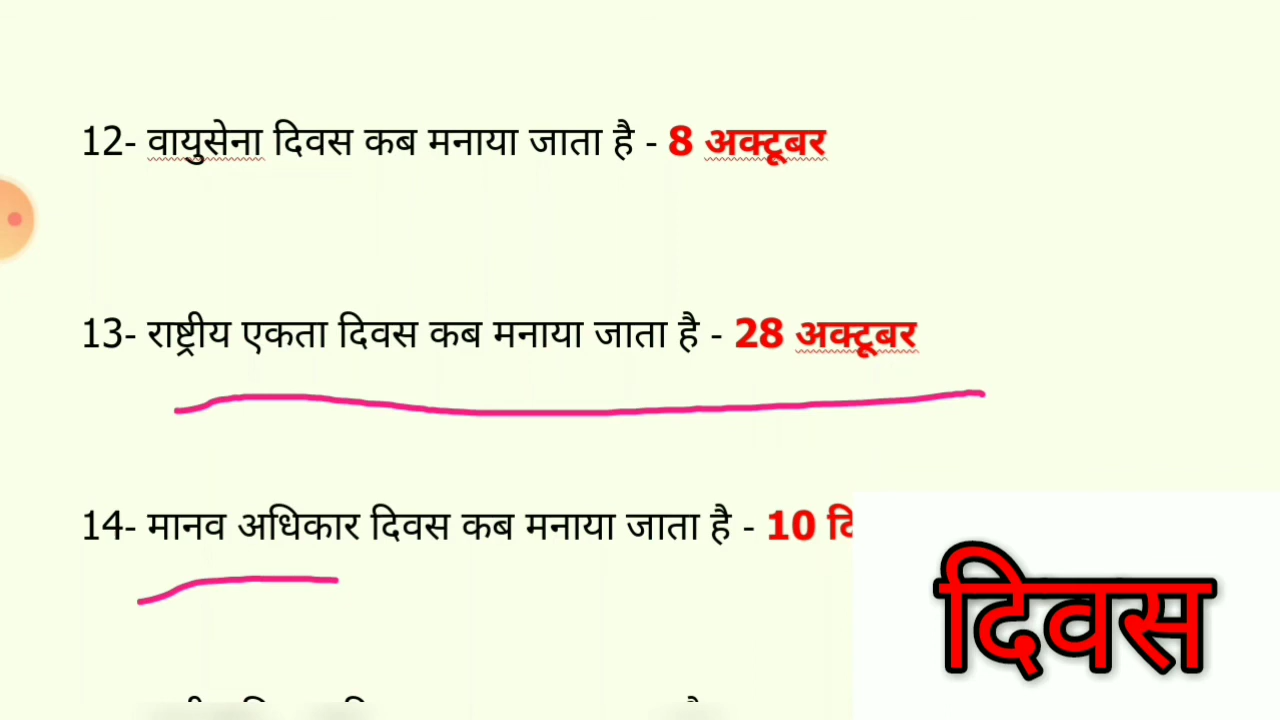 12- वायुसेना दिवस कब मनाया जाता है - 8 अक्टूबर
13- राष्ट्रीय एकता दिवस कब मनाया जाता है - 28 अक्टूबर
14- मानव अधिकार दिवस कब मनाया जाता है - 10
दिवस